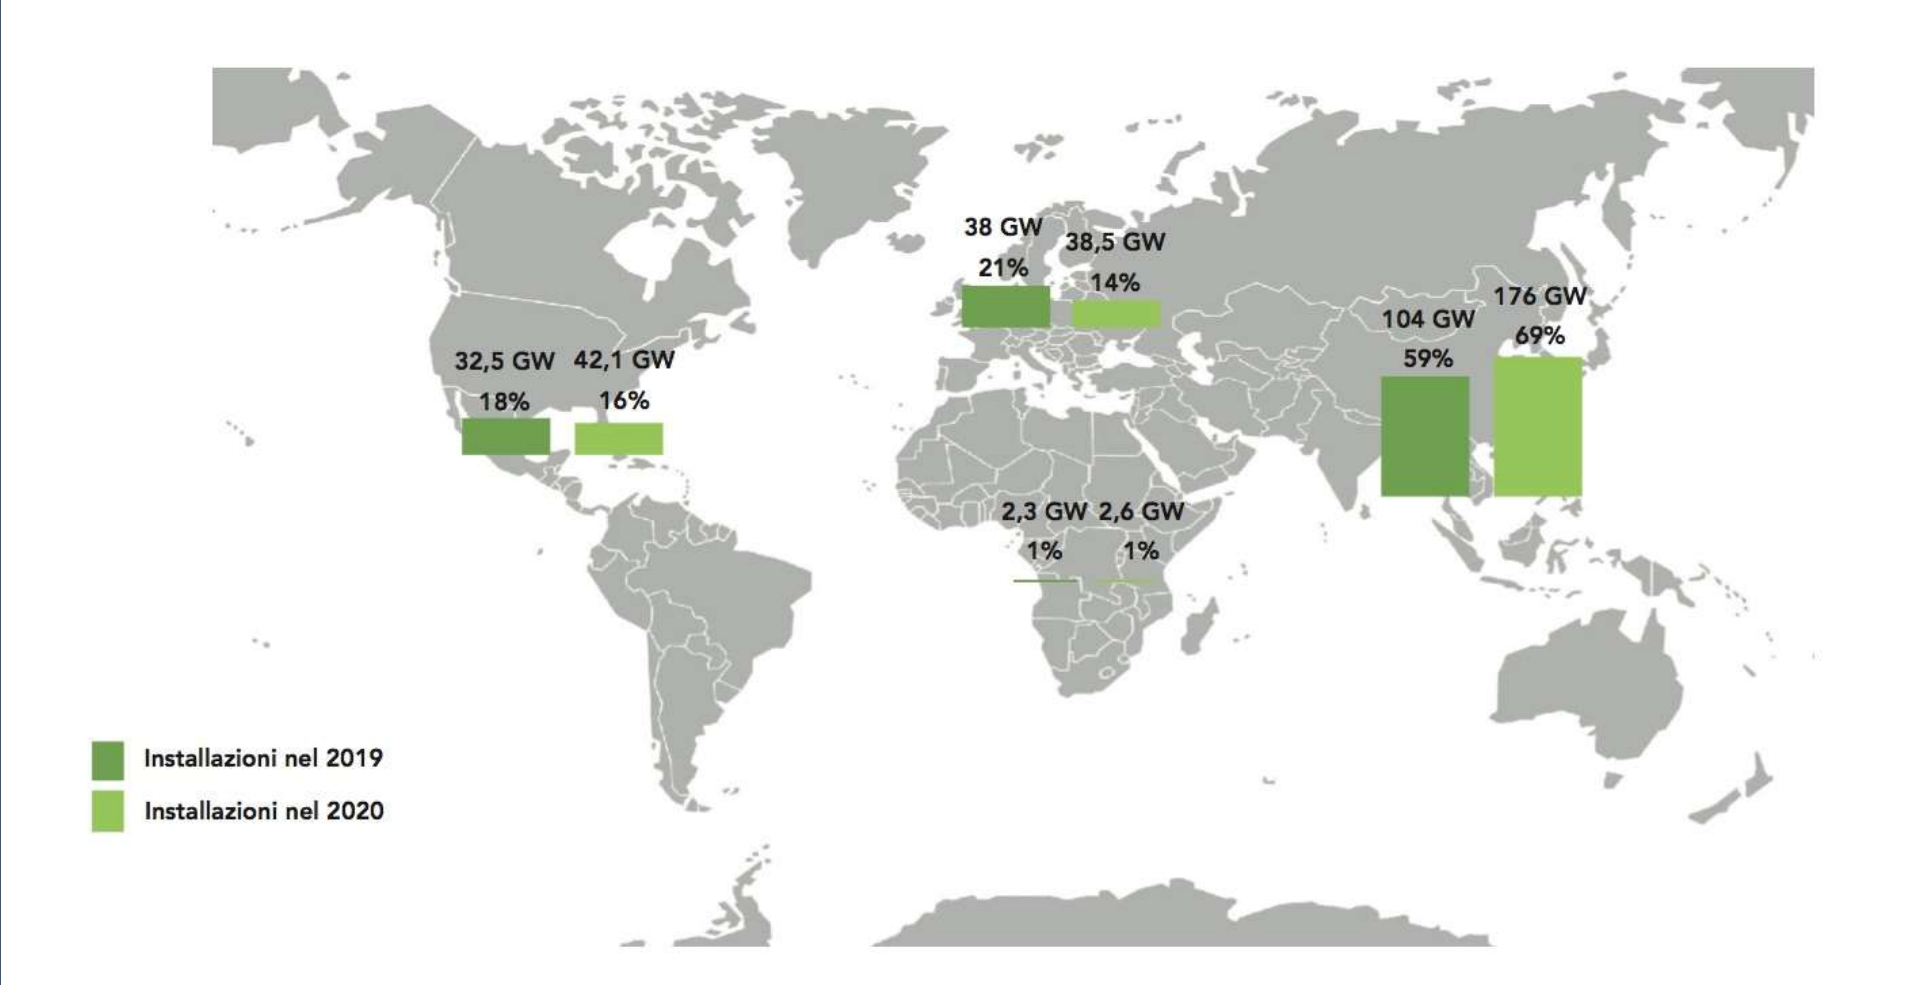 38 GW
38,5 GW
21%
14%
176 GW
104 GW
69%
59%
32,5 GW
42,1 GW
18%
16%
2,3 GW
2,6 GW
1%
1%
Installazioni nel 2019
Installazioni nel 2020